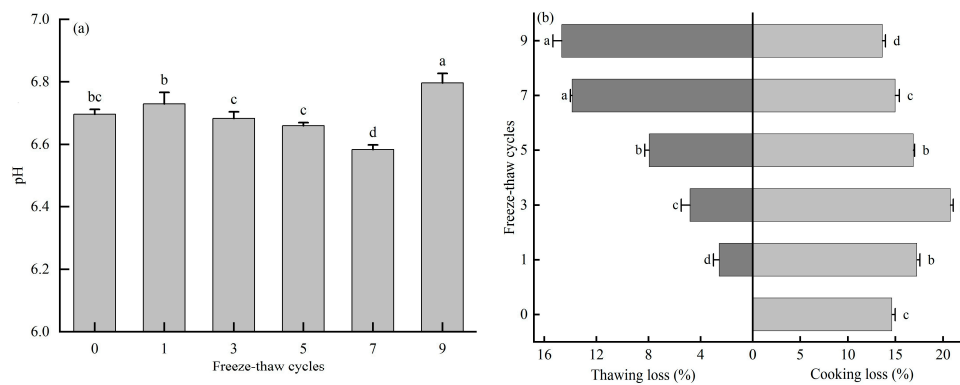 (a)
7.0
6.8
6.6
6.4
6.2
6.0
pH
bc
b
c
c
d
a
0 1 3 5 7 9
Freeze-thaw cycles
(b)
Freeze-thaw cycles
9 a d
7 a c
5 b b
3 c
1 d b
0 c
16 12 8 4 0 5 10 15 20
Thawing loss (%) Cooking loss (%)